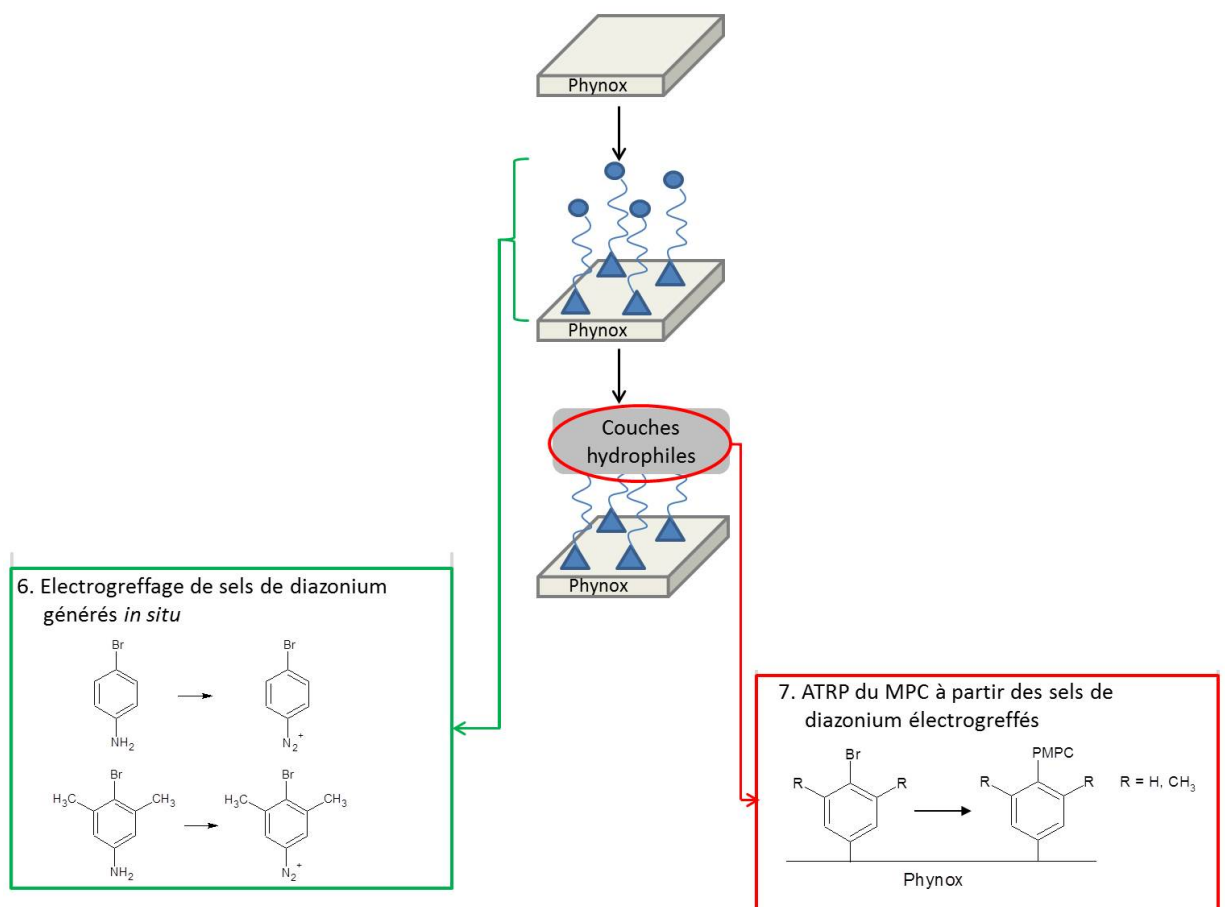 Phynox
Phynox
Couches
hydrophiles
Phynox
6. Electrogreffage de sels de diazonium
générés in situ
Br
Br
NH2
N2+
Br
Br
H3C
CH3
H3C
CH3
NH2
N2+
7. ATRP du MPC à partir des sels de
diazonium électrogreffés
Br
PMPC
R
R
R
R
R = H, CH3
Phynox